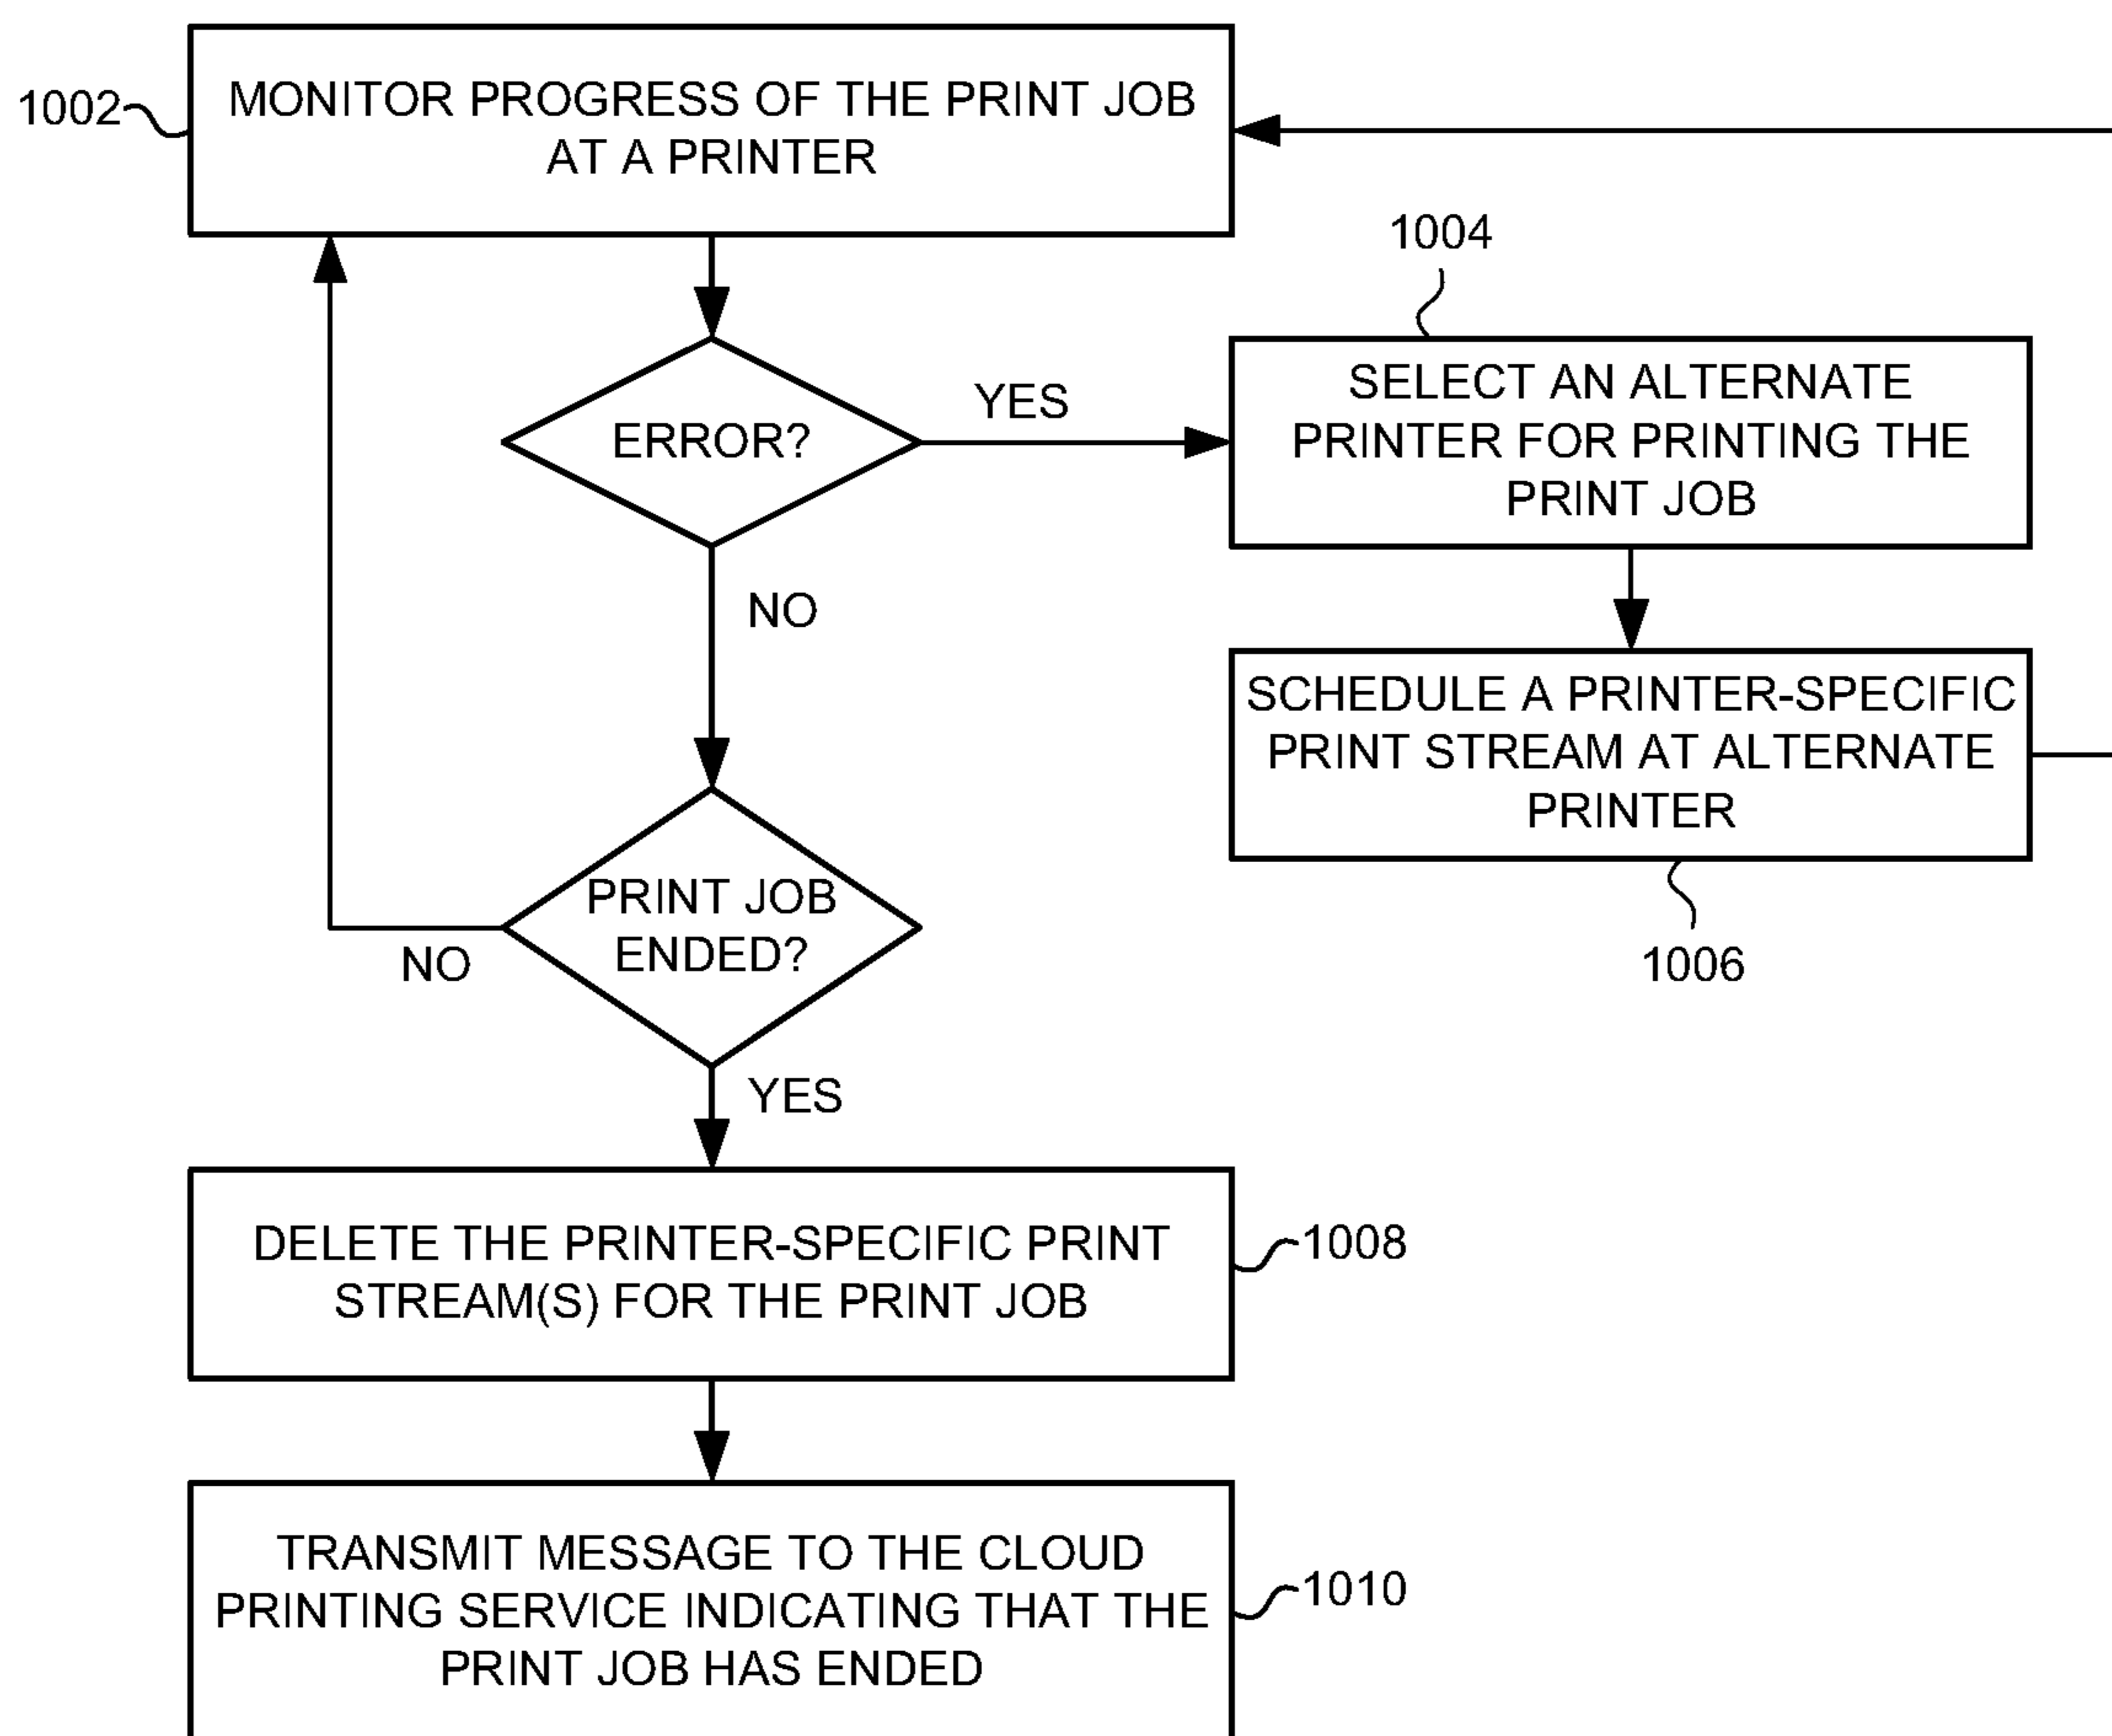 1002
MONITOR PROGRESS OF THE PRINT JOB
AT A PRINTER
1004
ERROR?
YES
SELECT AN ALTERNATE
PRINTER FOR PRINTING THE
PRINT JOB
NO
SCHEDULE A PRINTER-SPECIFIC
PRINT STREAM AT ALTERNATE
PRINTER
1006
PRINT JOB
ENDED?
NO
YES
DELETE THE PRINTER-SPECIFIC PRINT
STREAM(S) FOR THE PRINT JOB
1008
TRANSMIT MESSAGE TO THE CLOUD
PRINTING SERVICE INDICATING THAT THE
PRINT JOB HAS ENDED
1010